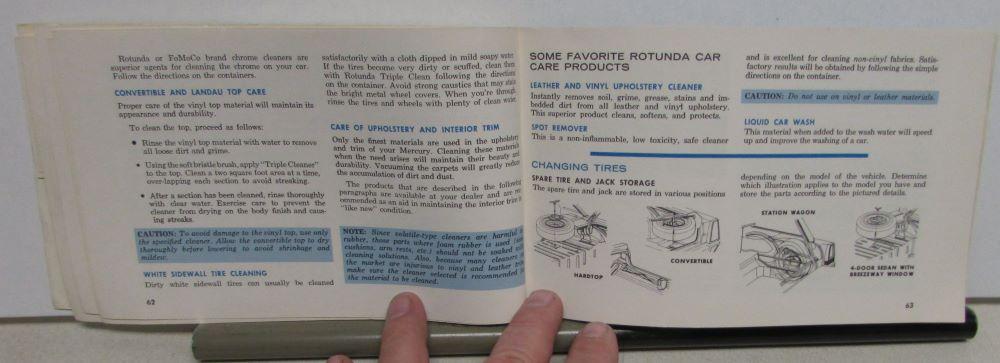 Rotunda or FoMoCo brand chrome cleaners are
superior agents for cleaning the chrome on your car.
Follow the directions on the containers.
CONVERTIBLE AND LANDAU TOP CARE
Proper care of the vinyl top material will maintain its
appearance and durability.
To clean the top, proceed as follows:
• Rinse the vinyl top material with water to remove
all loose dirt and grime.
• Using the soft bristle brush, apply "Triple Cleaner"
to the top. Clean a two square foot area at a time,
over-lapping each section to avoid streaking.
• After a section has been cleaned, rinse thoroughly
with clear water. Exercise care to prevent the
cleaner from drying on the body finish and caus-
ing streaks.
CAUTION: To avoid damage to the vinyl top, use only
the specified cleaner. Allow the convertible top to dry
thoroughly before lowering to avoid shrinkage and
mildew.
WHITE SIDEWALL TIRE CLEANING
Dirty white sidewall tires can usually be cleaned
62
satisfactorily with a cloth dipped in mild soapy water
If the tires become very dirty or scuffed, clean them
with Rotunda Triple Clean following the directions
on the container. Avoid strong caustics that may stain
the bright metal wheel covers. When you're through,
rinse the tires and wheels with plenty of clean water.
CARE OF UPHOLSTERY AND INTERIOR TRIM
Only the finest materials are used in the upholstery
and trim of your Mercury. Cleaning these materials
when the need arises will maintain their beauty and
durability. Vacuuming the carpets will greatly reduce
the accumulation of dirt and dust.
The products that are described in the following
paragraphs are available at your dealer and are rec-
ommended as an aid in maintaining the interior trim in
"like new" condition.
NOTE: Since volatile-type cleaners are harmful to
rubber, those parts where foam rubber is used
cushions, arm rests, etc.) should not be soaked
cleaning solutions. Also, because many cleaners
the market are injurious to vinyl and leather
make sure the cleaner selected is recommended
the material to be cleaned.
SOME FAVORITE ROTUNDA CAR
CARE PRODUCTS
LEATHER AND VINYL UPHOLSTERY CLEANER
Instantly removes soil, grime, grease, stains and im-
bedded dirt from all leather and vinyl upholstery.
This superior product cleans, softens, and protects.
SPOT REMOVER
This is a non-inflammable, low toxicity, safe cleaner
and is excellent for cleaning non-vinyl fabrics. Satis-
factory results will be obtained by following the simple
directions on the container.
CAUTION: Do not use on vinyl or leather materials.
LIQUID CAR WASH
This material when added to the wash water will speed
up and improve the washing of a car.
CHANGING TIRES
SPARE TIRE AND JACK STORAGE
The spare tire and jack are stored in various positions
depending on the model of the vehicle. Determine
which illustration applies to the model you have and
store the parts according to the pictured details.
HARDTOP
CONVERTIBLE
STATION WAGON
4-DOOR SEDAN WITH
BREEZEWAY WINDOW
63